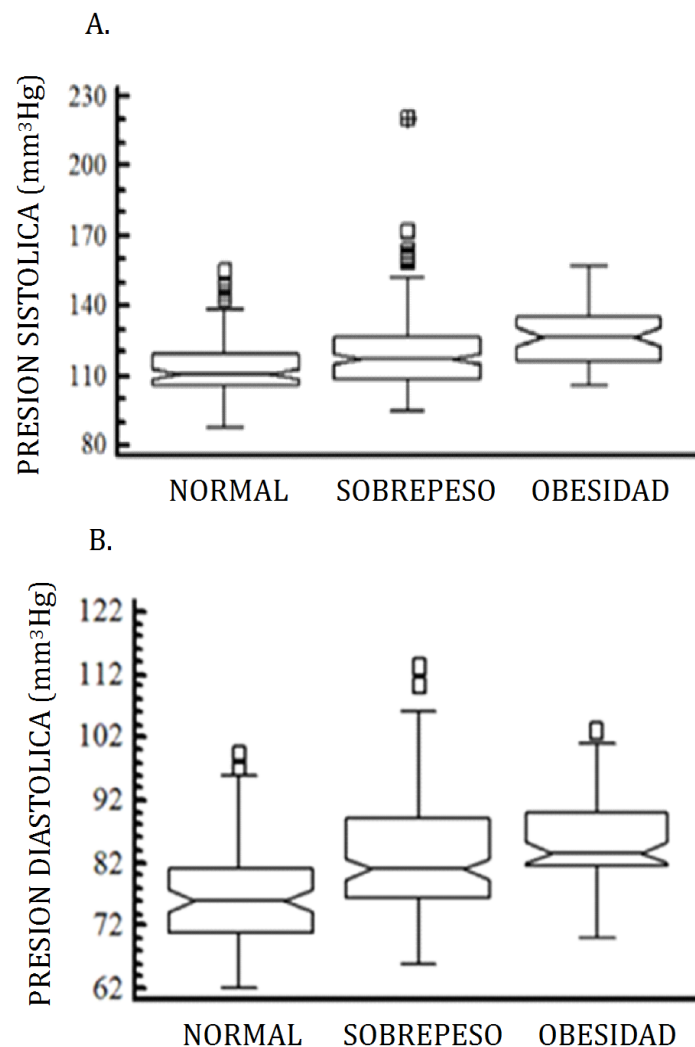 A.
PRESION SISTOLICA (mm³Hg)
230
200
170
140
110
80
NORMAL SOBREPESO OBESIDAD
B.
PRESION DIASTOLICA (mm³Hg)
122
112
102
92
82
72
62
NORMAL SOBREPESO OBESIDAD